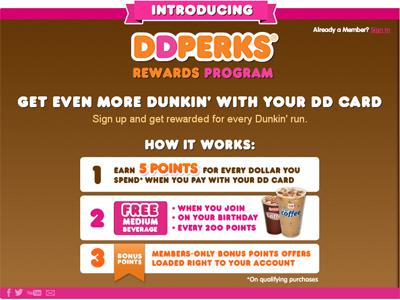 INTRODUCING
Already a Member? Sign In
DDPERKS®
REWARDS PROGRAM
GET EVEN MORE DUNKIN' WITH YOUR DD CARD
Sign up and get rewarded for every Dunkin' run.
HOW IT WORKS:
1 EARN 5 POINTS FOR EVERY DOLLAR YOU
SPEND* WHEN YOU PAY WITH YOUR DD CARD
2 FREE
MEDIUM
BEVERAGE
• WHEN YOU JOIN
• ON YOUR BIRTHDAY
• EVERY 200 POINTS
coffee
3 BONUS
POINTS
MEMBERS-ONLY BONUS POINTS OFFERS
LOADED RIGHT TO YOUR ACCOUNT
*On qualifying purchases